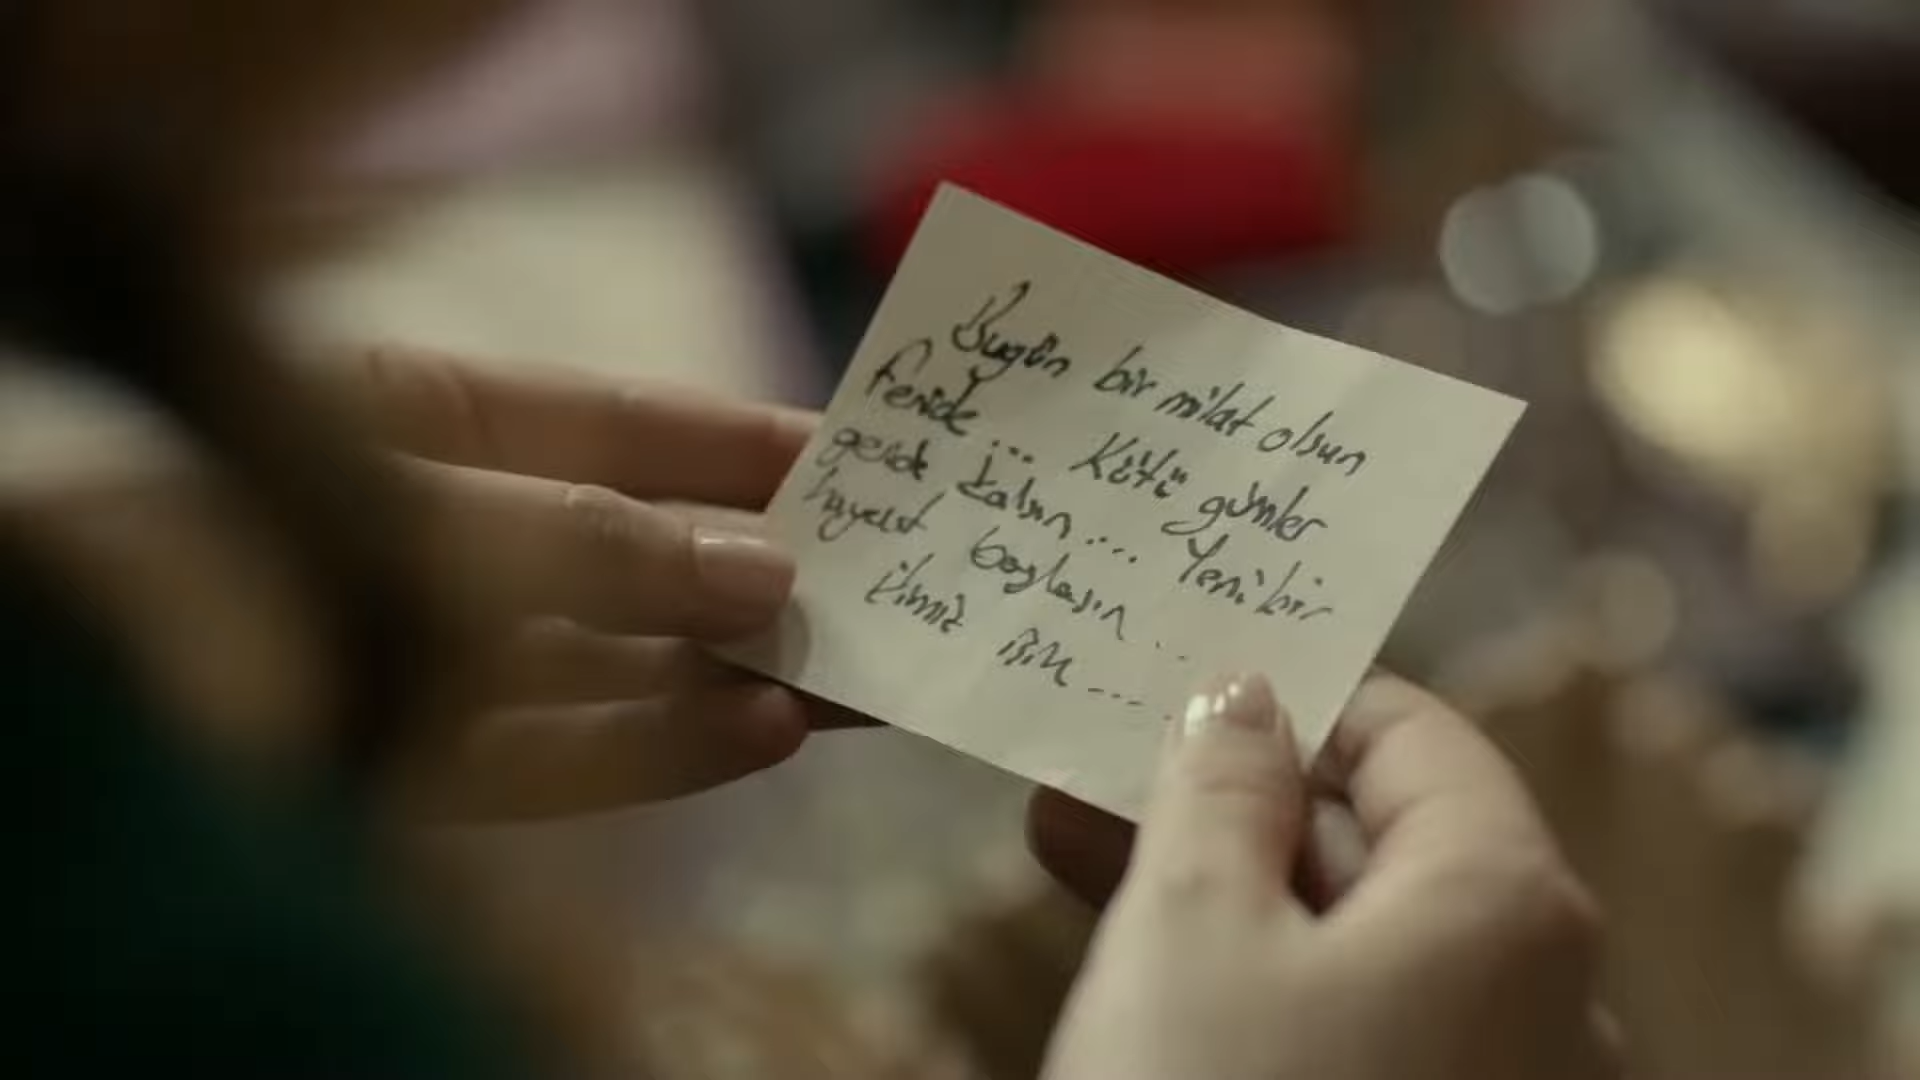 Bugün bir milat olsun
Feride... Kötü günler
geride kalsın... Yeni bir
hayat başlasın...